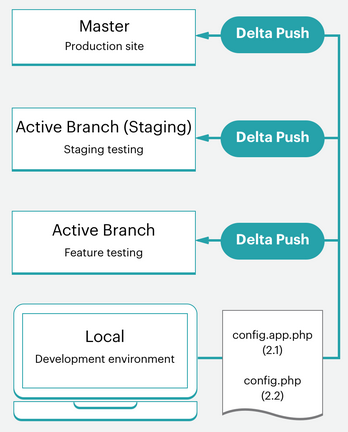 Master
Production site
Delta Push
Active Branch (Staging)
Staging testing
Delta Push
Active Branch
Feature testing
Delta Push
Local
Development environment
config.app.php
(2.1)
config.php
(2.2)